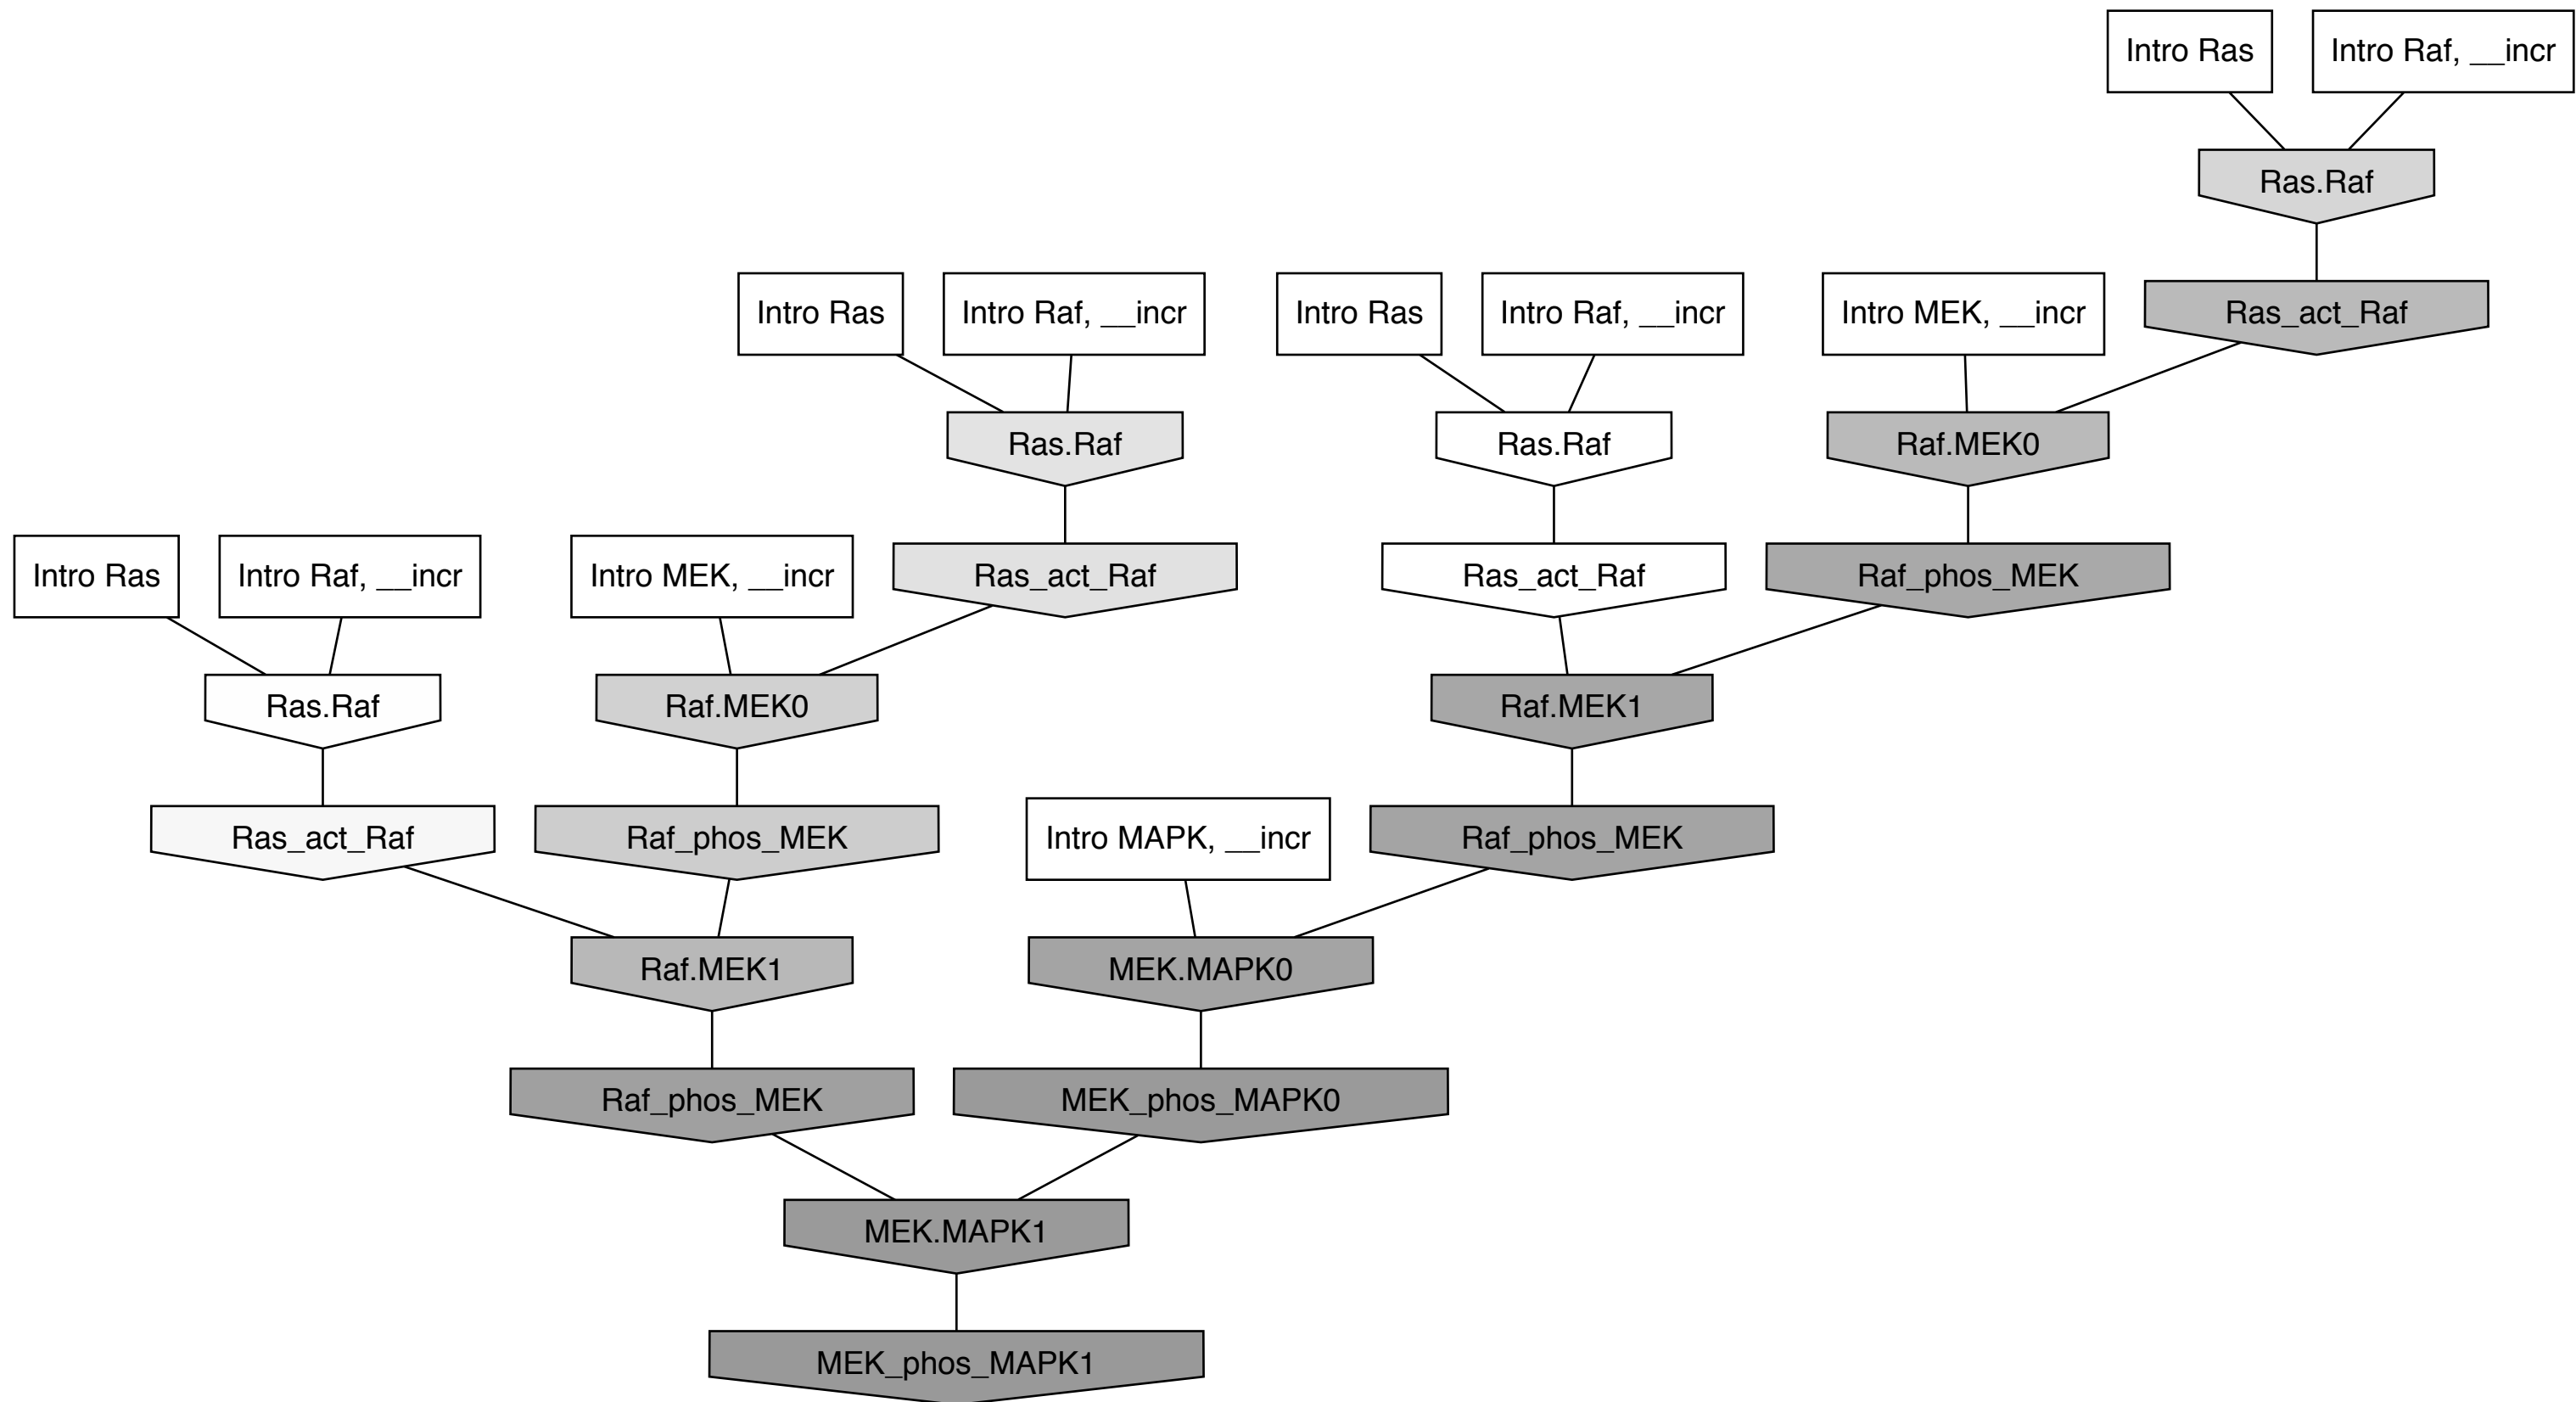 Intro Ras
Intro Raf, __incr
Ras.Raf
Intro Ras
Intro Raf, __incr
Intro Ras
Intro Raf, __incr
Intro MEK, __incr
Ras_act_Raf
Ras.Raf
Ras.Raf
Raf.MEK0
Intro Ras
Intro Raf, __incr
Intro MEK, __incr
Ras_act_Raf
Ras_act_Raf
Raf_phos_MEK
Ras.Raf
Raf.MEK0
Raf.MEK1
Ras_act_Raf
Raf_phos_MEK
Intro MAPK, __incr
Raf_phos_MEK
Raf.MEK1
MEK.MAPK0
Raf_phos_MEK
MEK_phos_MAPK0
MEK.MAPK1
MEK_phos_MAPK1